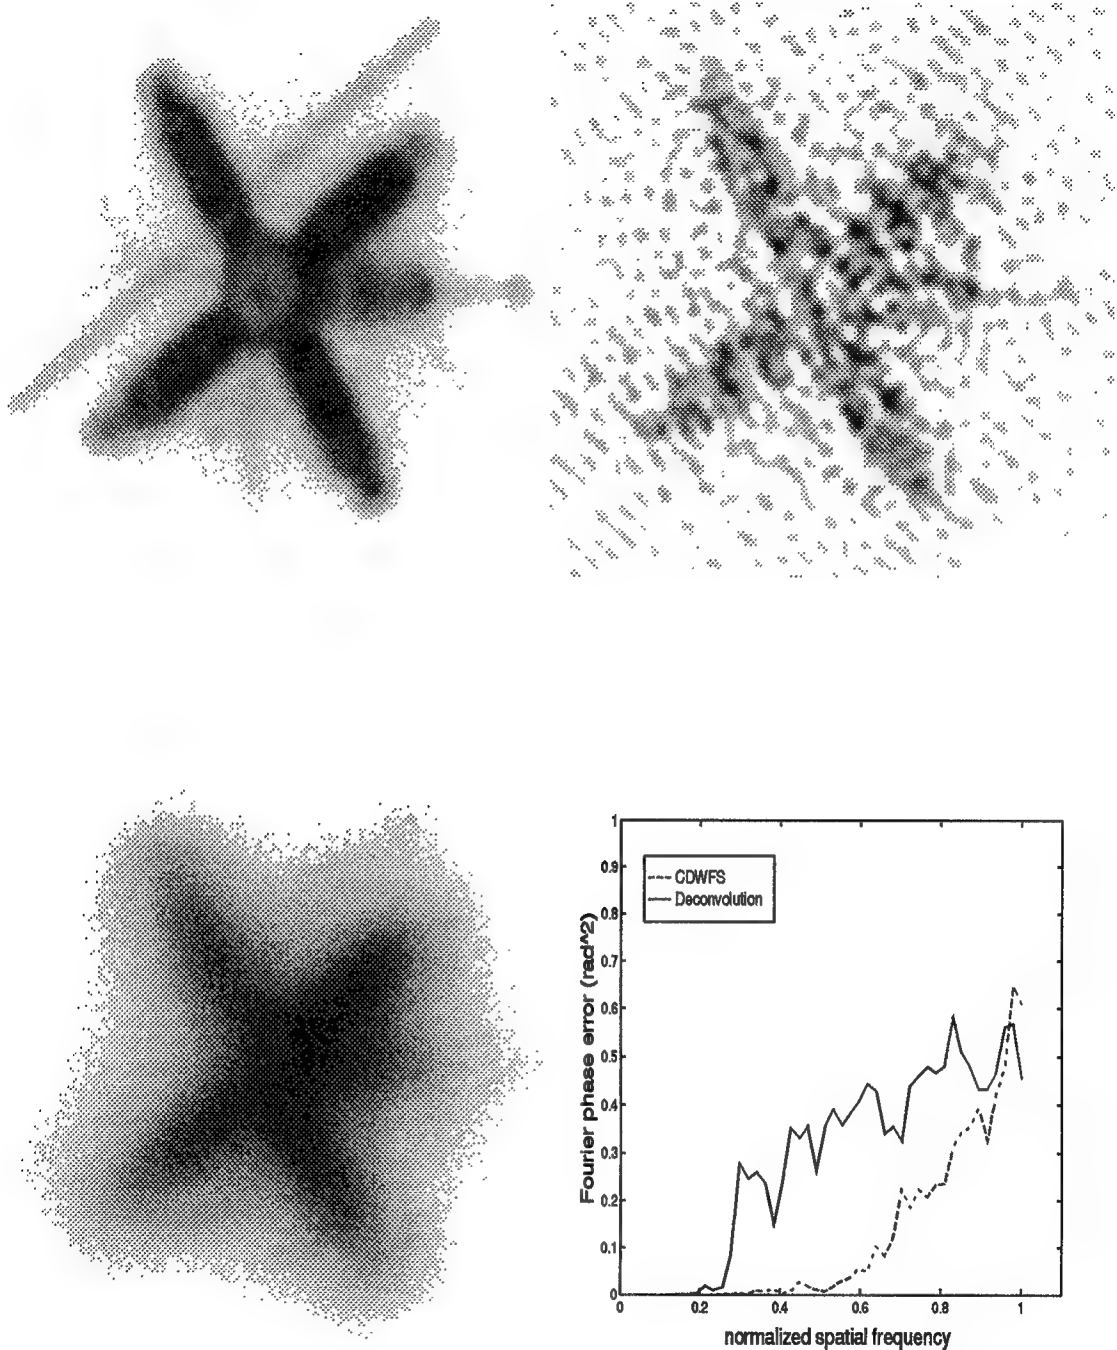 1
0.9
0.8
0.7
0.6
0.5
0.4
0.3
0.2
0.1
0
CDWFS
Deconvolution
Fourier phase error (rad^2)
0 0.2 0.4 0.6 0.8 1
normalized spatial frequency